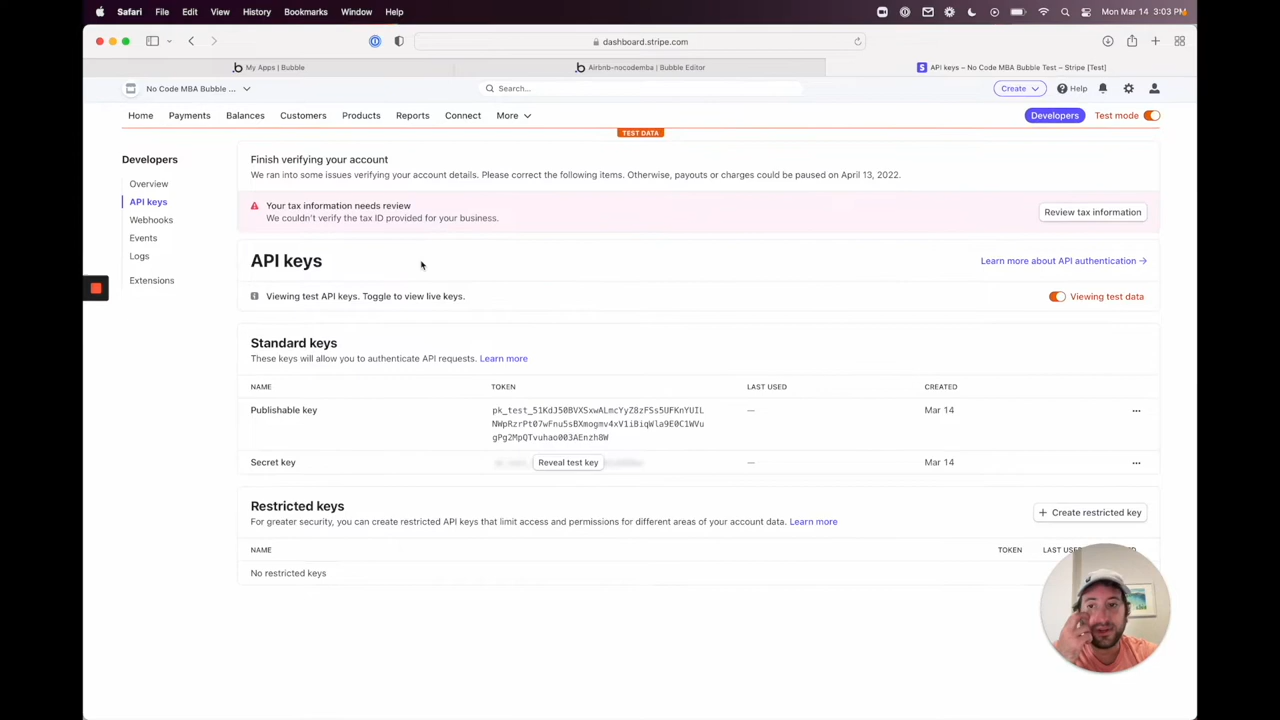 Safari File Edit View History Bookmarks Window Help Mon Mar 14 3:03 PM
dashboard.stripe.com
My Apps | Bubble Airbnb-nocodemba | Bubble Editor API keys – No Code MBA Bubble Test – Stripe [Test]
No Code MBA Bubble ... Search... Create Help
Home Payments Balances Customers Products Reports Connect More Developers Test mode
TEST DATA
Developers
Overview
API keys
Webhooks
Events
Logs
Extensions
Finish verifying your account
We ran into some issues verifying your account details. Please correct the following items. Otherwise, payouts or charges could be paused on April 13, 2022.
Your tax information needs review
We couldn't verify the tax ID provided for your business.
Review tax information
API keys
Learn more about API authentication
Viewing test API keys. Toggle to view live keys.
Viewing test data
Standard keys
These keys will allow you to authenticate API requests. Learn more
NAME TOKEN LAST USED CREATED
Publishable key pk_test_51KdJ50BVXSxwALmcYyZ8zFSs5UFKnYUIL — Mar 14
NWpRzrPt07wFnu5sBXmogmv4xV1iBiqWla9E0C1WVu
gPg2MpQTvuhao003AEnzh8W
Secret key Reveal test key — Mar 14
Restricted keys
For greater security, you can create restricted API keys that limit access and permissions for different areas of your account data. Learn more
+ Create restricted key
NAME TOKEN LAST
No restricted keys